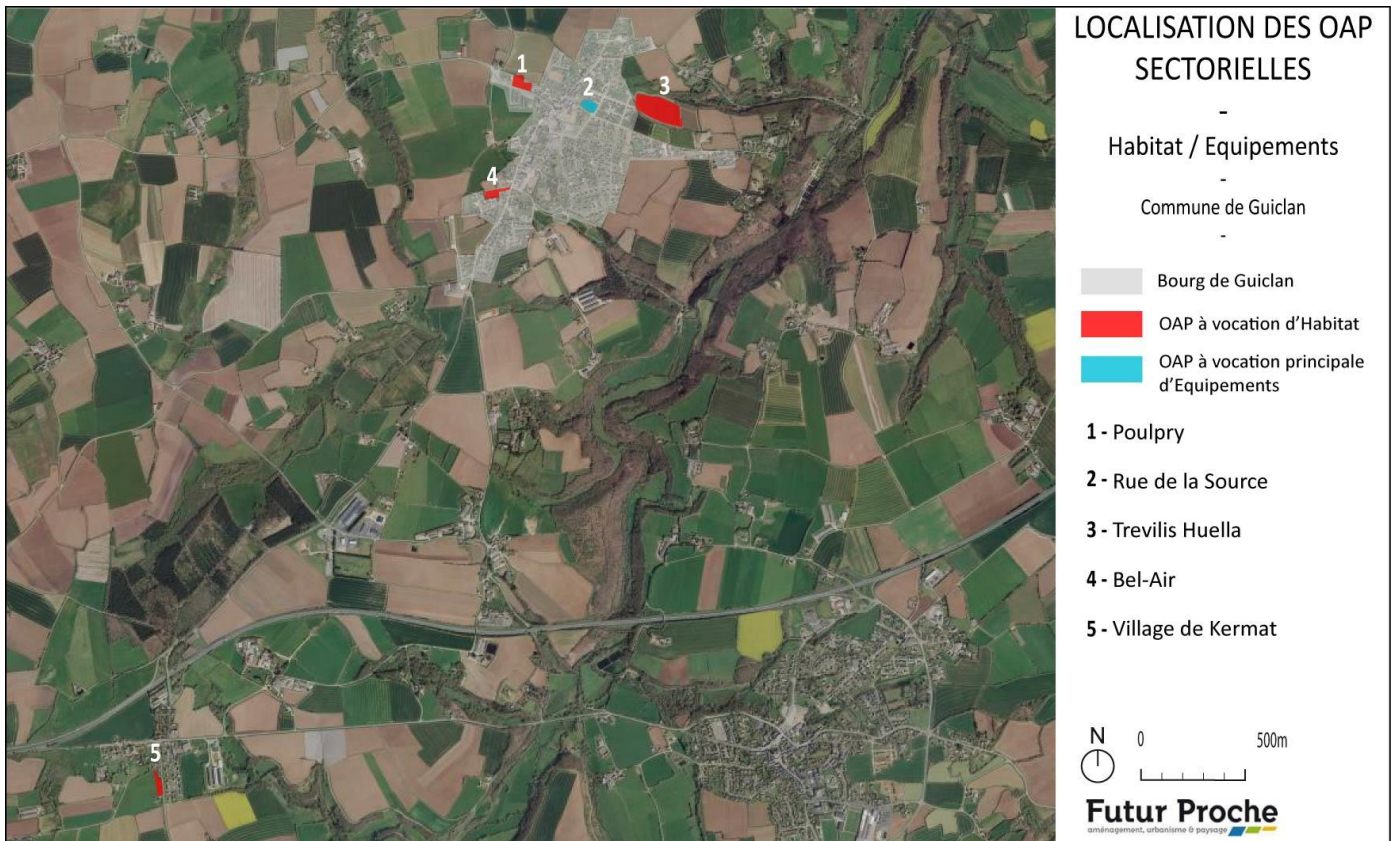 LOCALISATION DES OAP
SECTORIELLES
-
Habitat / Equipements
-
Commune de Guiclan
-
Bourg de Guiclan
OAP à vocation d'Habitat
OAP à vocation principale
d'Equipements
1 - Poulpry
2 - Rue de la Source
3 - Trevilis Huella
4 - Bel-Air
5 - Village de Kermat
N
0 500m
Futur Proche
aménagement, urbanisme & paysage
1
2
3
4
5